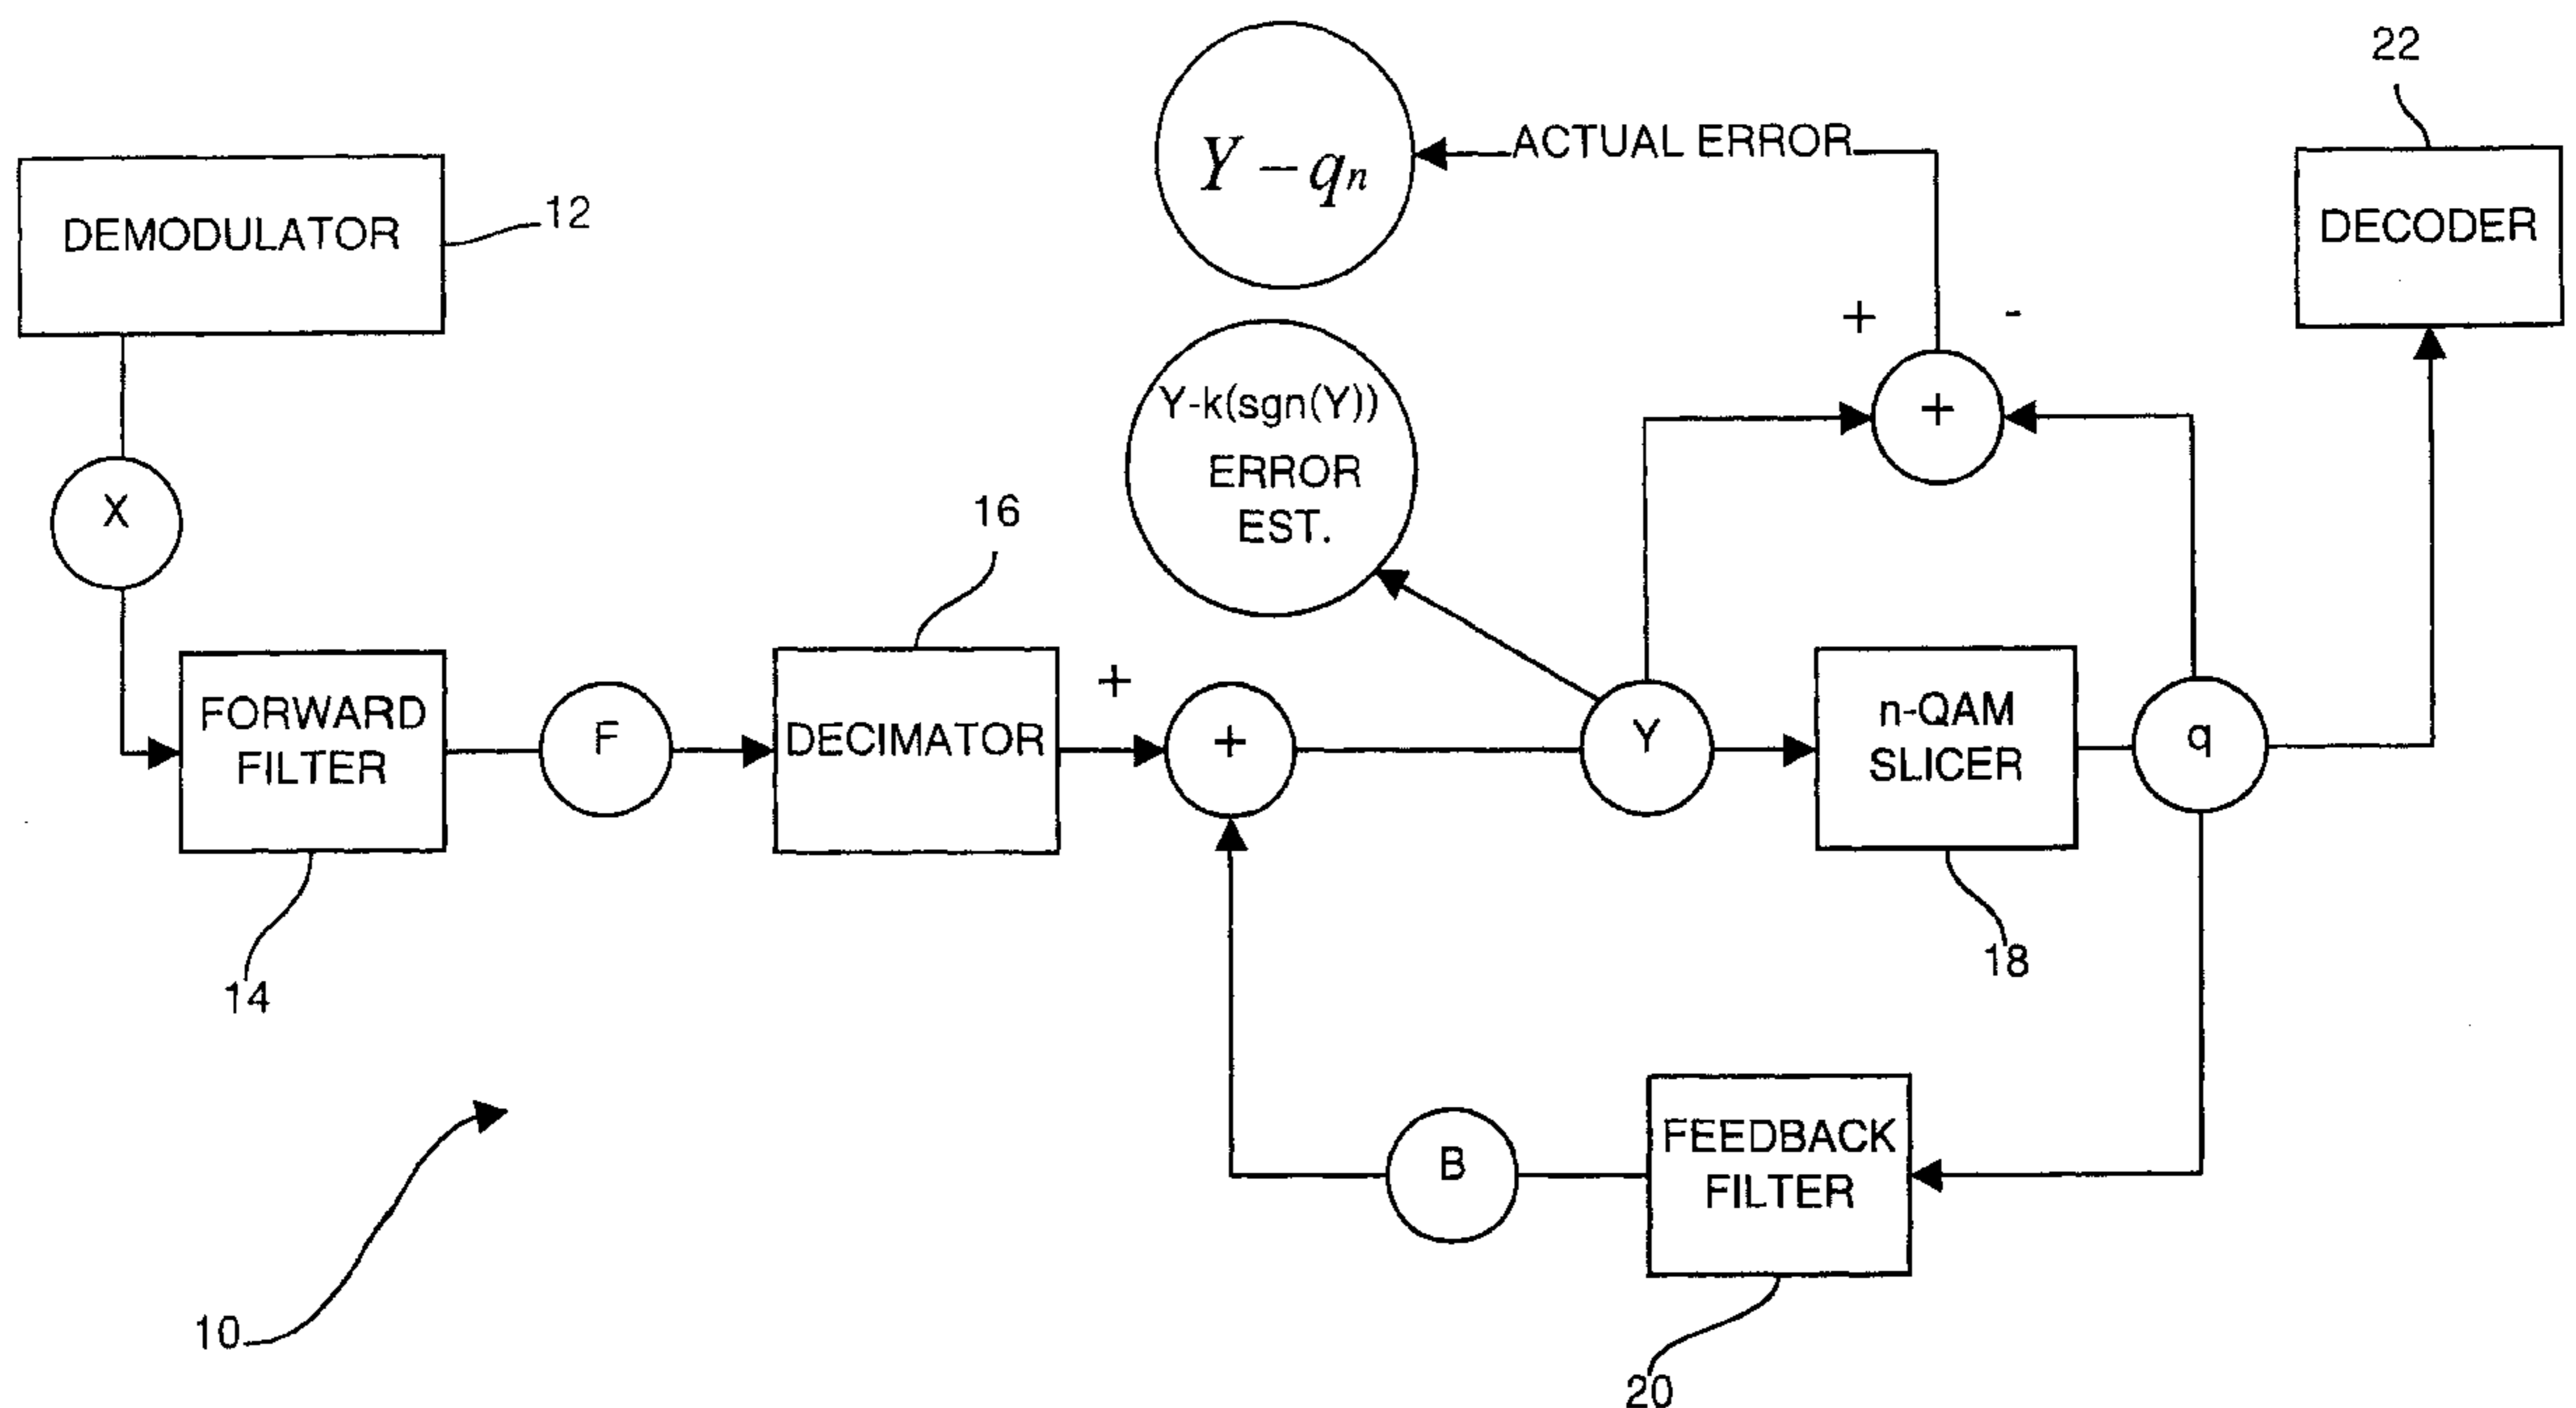 22
ACTUAL ERROR
Y − qn
DEMODULATOR
12
DECODER
+
-
Y-k(sgn(Y))
ERROR
EST.
+
X
16
+
FORWARD
FILTER
F
DECIMATOR
+
Y
n-QAM
SLICER
q
14
18
B
FEEDBACK
FILTER
10
20